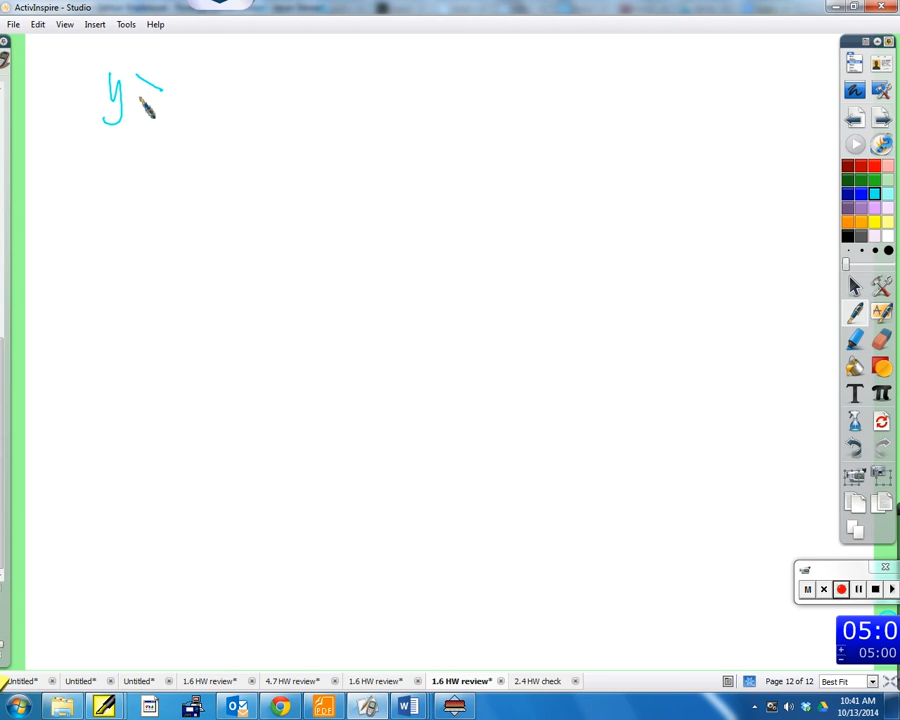 ActivInspire - Studio
File Edit View Insert Tools Help
y
M
05:0
05:00
Untitled* Untitled* Untitled* 1.6 HW review* 4.7 HW review* 1.6 HW review* 1.6 HW review* 2.4 HW check Page 12 of 12 Best Fit
10:41 AM
10/13/2014